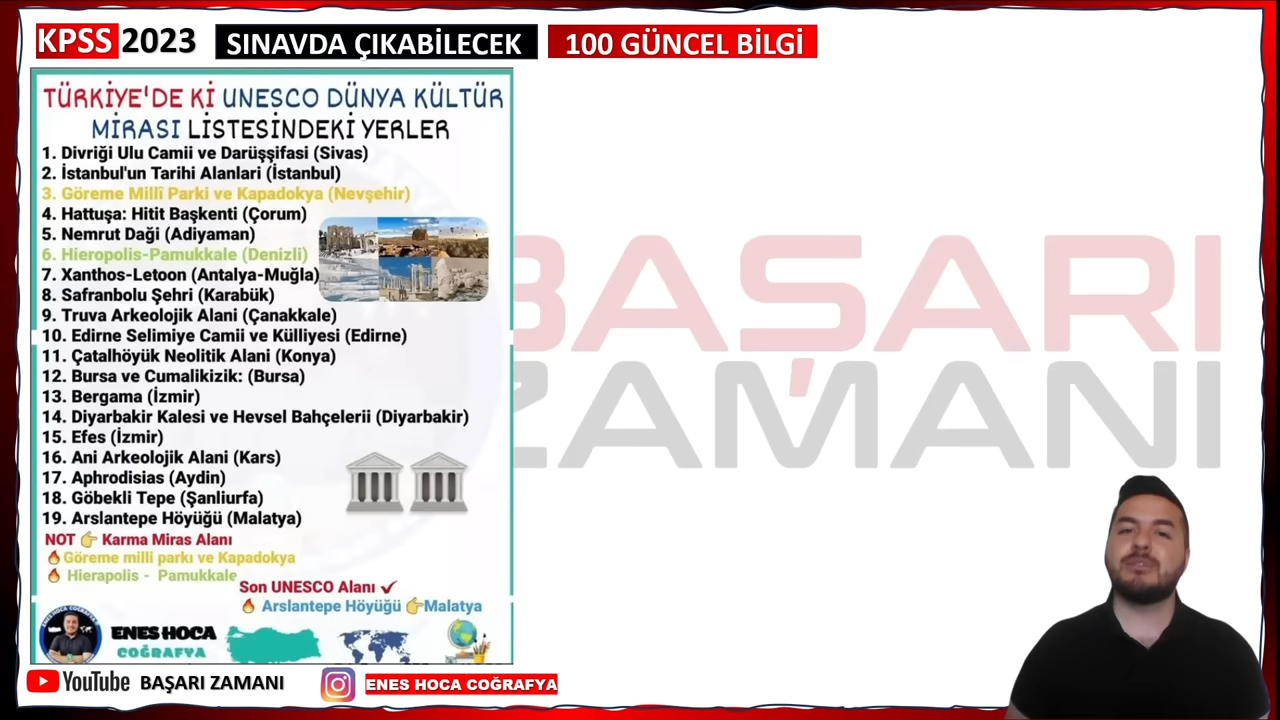 KPSS 2023 SINAVDA ÇIKABİLECEK 100 GÜNCEL BİLGİ
TÜRKİYE'DE Kİ UNESCO DÜNYA KÜLTÜR
MİRASI LİSTESİNDEKİ YERLER
1. Divriği Ulu Camii ve Darüşşifasi (Sivas)
2. İstanbul'un Tarihi Alanlari (İstanbul)
3. Göreme Millî Parki ve Kapadokya (Nevşehir)
4. Hattuşa: Hitit Başkenti (Çorum)
5. Nemrut Daği (Adiyaman)
6. Hieropolis-Pamukkale (Denizli)
7. Xanthos-Letoon (Antalya-Muğla)
8. Safranbolu Şehri (Karabük)
9. Truva Arkeolojik Alani (Çanakkale)
10. Edirne Selimiye Camii ve Külliyesi (Edirne)
11. Çatalhöyük Neolitik Alani (Konya)
12. Bursa ve Cumalikizik: (Bursa)
13. Bergama (İzmir)
14. Diyarbakir Kalesi ve Hevsel Bahçelerii (Diyarbakir)
15. Efes (İzmir)
16. Ani Arkeolojik Alani (Kars)
17. Aphrodisias (Aydin)
18. Göbekli Tepe (Şanliurfa)
19. Arslantepe Höyüğü (Malatya)
NOT 👉 Karma Miras Alanı
🔥Göreme milli parkı ve Kapadokya
🔥 Hierapolis - Pamukkale
Son UNESCO Alanı ✓
🔥 Arslantepe Höyüğü 👉Malatya
ENES HOCA COĞRAFYA
ENES HOCA
COĞRAFYA
BAŞARI
ZAMANI
YouTube BAŞARI ZAMANI ENES HOCA COĞRAFYA